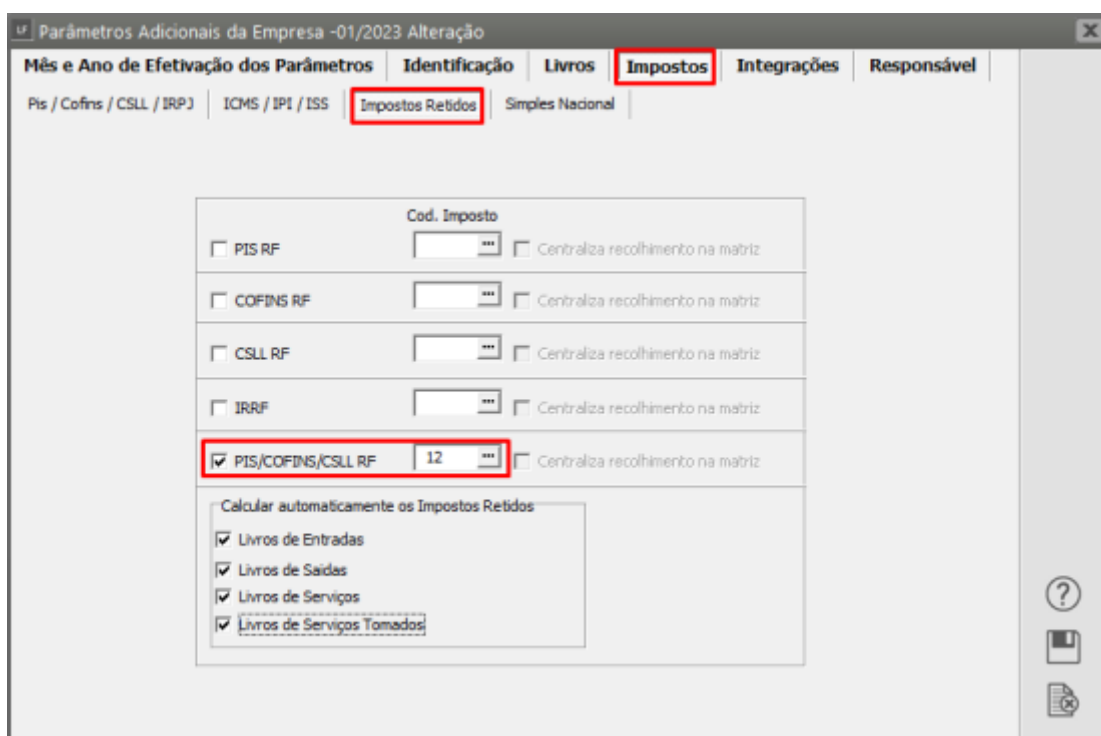 LF Parâmetros Adicionais da Empresa -01/2023 Alteração
Mês e Ano de Efetivação dos Parâmetros Identificação Livros Impostos Integrações Responsável
Pis / Cofins / CSLL / IRPJ ICMS / IPI / ISS Impostos Retidos Simples Nacional
Cod. Imposto
PIS RF ... Centraliza recolhimento na matriz
COFINS RF ... Centraliza recolhimento na matriz
CSLL RF ... Centraliza recolhimento na matriz
IRRF ... Centraliza recolhimento na matriz
PIS/COFINS/CSLL RF 12 ... Centraliza recolhimento na matriz
Calcular automaticamente os Impostos Retidos
Livros de Entradas
Livros de Saidas
Livros de Serviços
Livros de Serviços Tomados
?